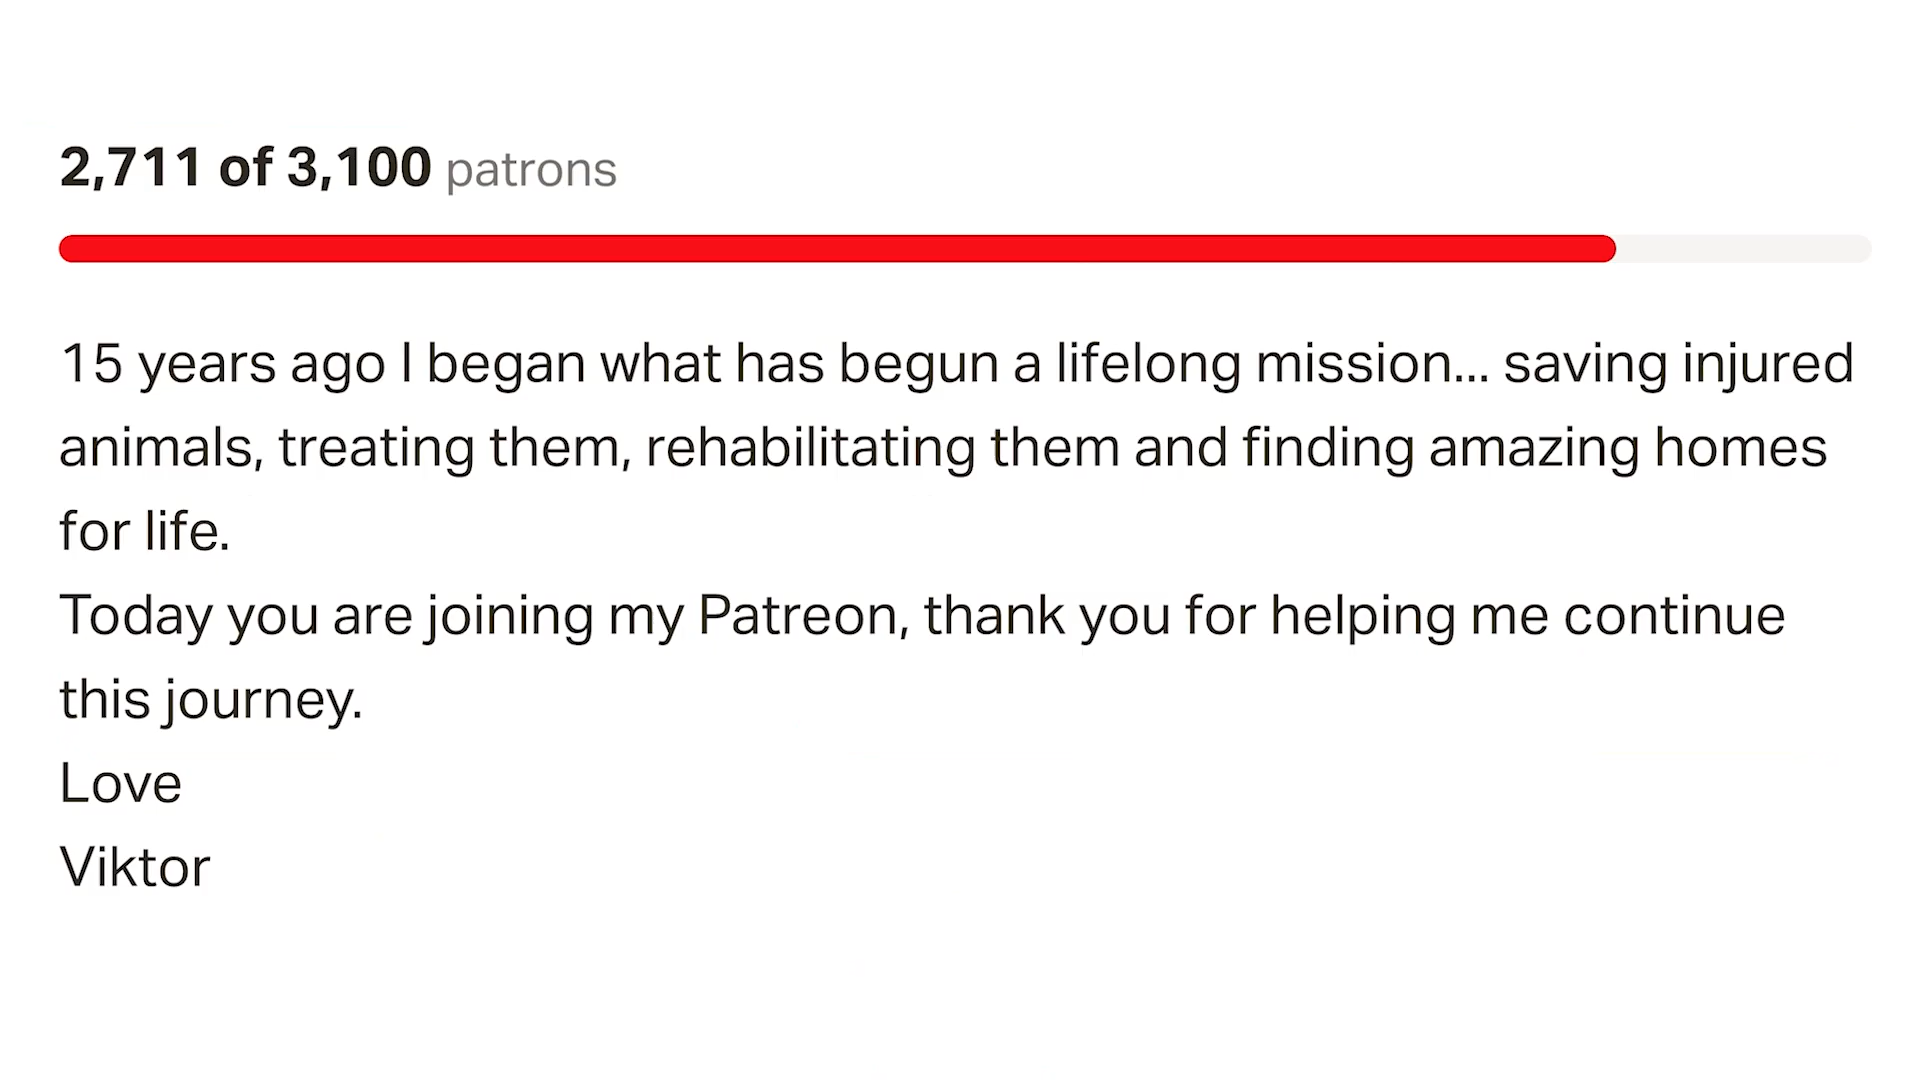 2,711 of 3,100 patrons
15 years ago I began what has begun a lifelong mission... saving injured
animals, treating them, rehabilitating them and finding amazing homes
for life.
Today you are joining my Patreon, thank you for helping me continue
this journey.
Love
Viktor